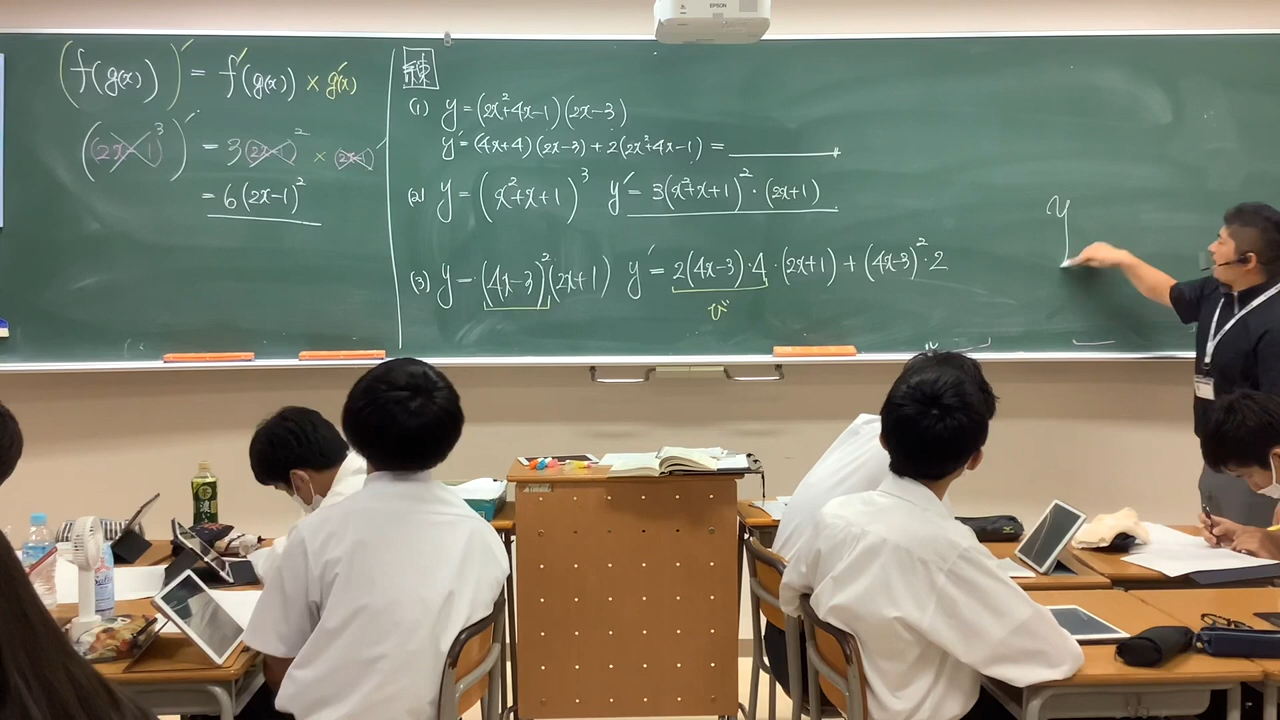 EPSON
(f(g(x)))′ = f′(g(x)) × g′(x)
((2x−1)³)′ = 3(2x−1)² × (2x−1)′
= 6(2x−1)²
練
(1) y = (2x²+4x−1)(2x−3)
y′ = (4x+4)(2x−3) + 2(2x²+4x−1) =
(2) y = (x²+x+1)³ y′ = 3(x²+x+1)²・(2x+1)
(3) y = (4x−3)²(2x+1) y′ = 2(4x−3)・4・(2x+1) + (4x−3)²・2
y
濃い